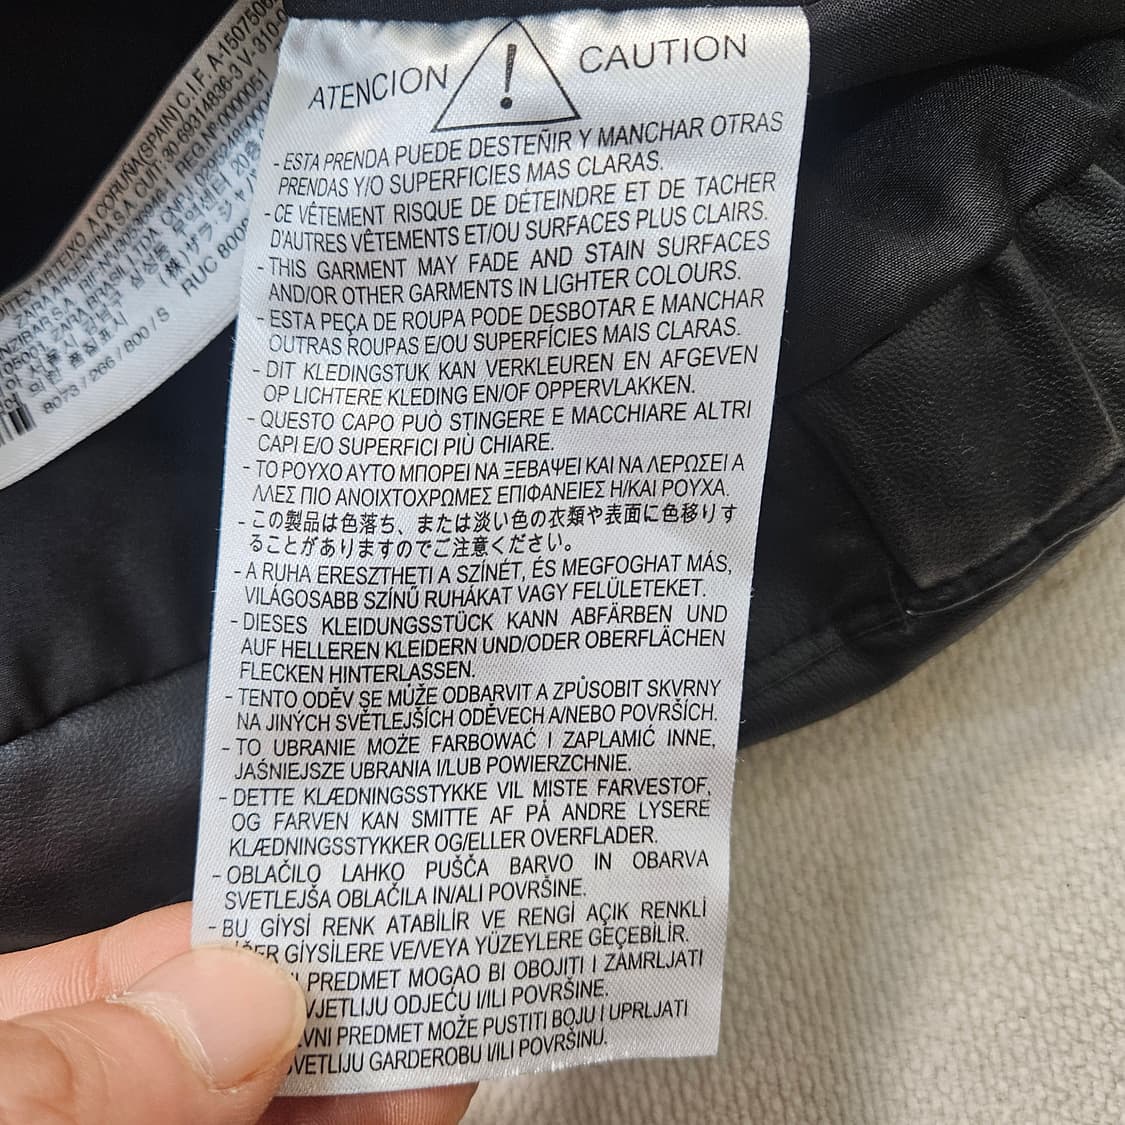 ATENCION ! CAUTION
- ESTA PRENDA PUEDE DESTEÑIR Y MANCHAR OTRAS
PRENDAS Y/O SUPERFICIES MAS CLARAS.
- CE VÊTEMENT RISQUE DE DÉTEINDRE ET DE TACHER
D'AUTRES VÊTEMENTS ET/OU SURFACES PLUS CLAIRS.
- THIS GARMENT MAY FADE AND STAIN SURFACES
AND/OR OTHER GARMENTS IN LIGHTER COLOURS.
- ESTA PEÇA DE ROUPA PODE DESBOTAR E MANCHAR
OUTRAS ROUPAS E/OU SUPERFÍCIES MAIS CLARAS.
- DIT KLEDINGSTUK KAN VERKLEUREN EN AFGEVEN
OP LICHTERE KLEDING EN/OF OPPERVLAKKEN.
- QUESTO CAPO PUÒ STINGERE E MACCHIARE ALTRI
CAPI E/O SUPERFICI PIÙ CHIARE.
- ΤΟ ΡΟΥΧΟ ΑΥΤΟ ΜΠΟΡΕΙ ΝΑ ΞΕΒΑΨΕΙ ΚΑΙ ΝΑ ΛΕΡΩΣΕΙ Α
ΛΛΕΣ ΠΙΟ ΑΝΟΙΧΤΟΧΡΩΜΕΣ ΕΠΙΦΑΝΕΙΕΣ Η/ΚΑΙ ΡΟΥΧΑ.
- この製品は色落ち、または淡い色の衣類や表面に色移りす
ることがありますのでご注意ください。
- A RUHA ERESZTHETI A SZÍNÉT, ÉS MEGFOGHAT MÁS,
VILÁGOSABB SZÍNŰ RUHÁKAT VAGY FELÜLETEKET.
- DIESES KLEIDUNGSSTÜCK KANN ABFÄRBEN UND
AUF HELLEREN KLEIDERN UND/ODER OBERFLÄCHEN
FLECKEN HINTERLASSEN.
- TENTO ODĚV SE MŮŽE ODBARVIT A ZPŮSOBIT SKVRNY
NA JINÝCH SVĚTLEJŠÍCH ODĚVECH A/NEBO POVRŠÍCH.
- TO UBRANIE MOŻE FARBOWAĆ I ZAPLAMIĆ INNE,
JAŚNIEJSZE UBRANIA I/LUB POWIERZCHNIE.
- DETTE KLÆDNINGSSTYKKE VIL MISTE FARVESTOF,
OG FARVEN KAN SMITTE AF PÅ ANDRE LYSERE
KLÆDNINGSSTYKKER OG/ELLER OVERFLADER.
- OBLAČILO LAHKO PUŠČA BARVO IN OBARVA
SVETLEJŠA OBLAČILA IN/ALI POVRŠINE.
- BU GİYSİ RENK ATABİLİR VE RENGİ AÇIK RENKLİ
GİYSİLERE VE/VEYA YÜZEYLERE GEÇEBİLİR.
PREDMET MOGAO BI OBOJITI I ZAMRLJATI
ODJEĆU I/ILI POVRŠINE.
PREDMET MOŽE PUSTITI BOJU I UPRLJATI
SVETLIJU GARDEROBU I/ILI POVRŠINU.
8073 / 266 / 800 / S